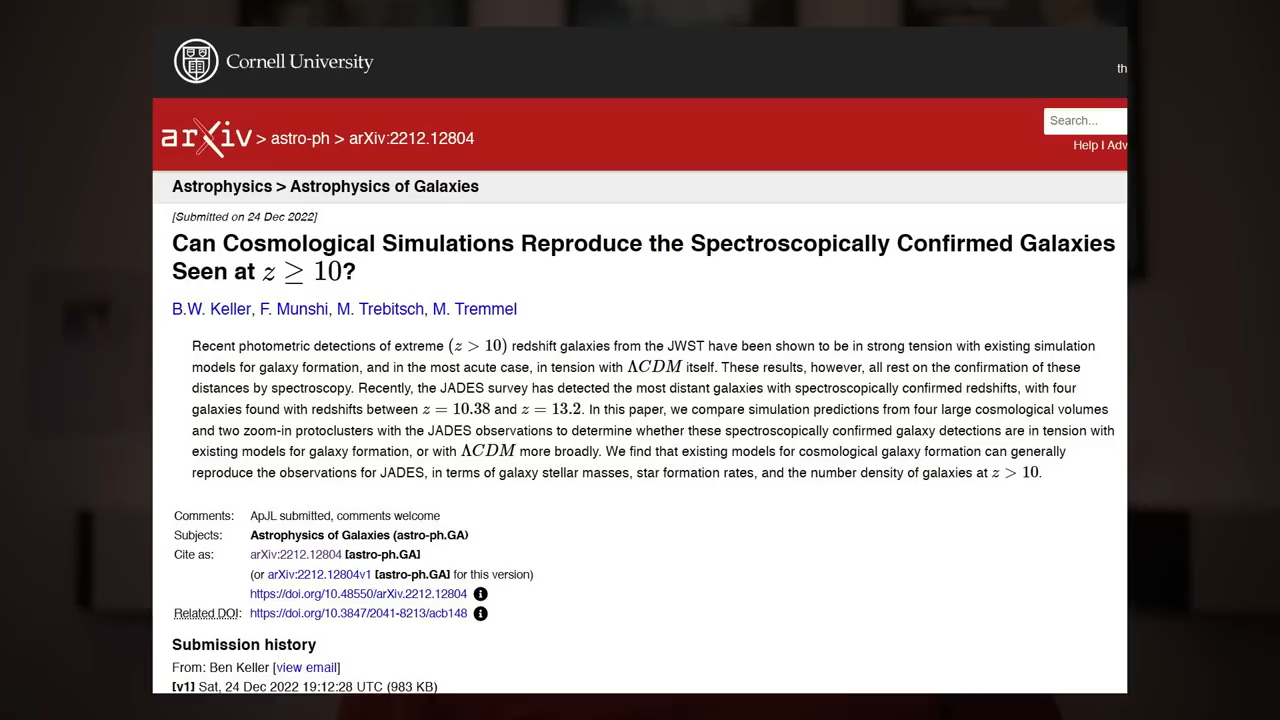 Cornell University
th
arXiv > astro-ph > arXiv:2212.12804
Search...
Help I Adv
Astrophysics > Astrophysics of Galaxies
[Submitted on 24 Dec 2022]
Can Cosmological Simulations Reproduce the Spectroscopically Confirmed Galaxies
Seen at z ≥ 10?
B.W. Keller, F. Munshi, M. Trebitsch, M. Tremmel
Recent photometric detections of extreme (z > 10) redshift galaxies from the JWST have been shown to be in strong tension with existing simulation
models for galaxy formation, and in the most acute case, in tension with ΛCDM itself. These results, however, all rest on the confirmation of these
distances by spectroscopy. Recently, the JADES survey has detected the most distant galaxies with spectroscopically confirmed redshifts, with four
galaxies found with redshifts between z = 10.38 and z = 13.2. In this paper, we compare simulation predictions from four large cosmological volumes
and two zoom-in protoclusters with the JADES observations to determine whether these spectroscopically confirmed galaxy detections are in tension with
existing models for galaxy formation, or with ΛCDM more broadly. We find that existing models for cosmological galaxy formation can generally
reproduce the observations for JADES, in terms of galaxy stellar masses, star formation rates, and the number density of galaxies at z > 10.
Comments: ApJL submitted, comments welcome
Subjects: Astrophysics of Galaxies (astro-ph.GA)
Cite as: arXiv:2212.12804 [astro-ph.GA]
(or arXiv:2212.12804v1 [astro-ph.GA] for this version)
https://doi.org/10.48550/arXiv.2212.12804
Related DOI: https://doi.org/10.3847/2041-8213/acb148
Submission history
From: Ben Keller [view email]
[v1] Sat, 24 Dec 2022 19:12:28 UTC (983 KB)